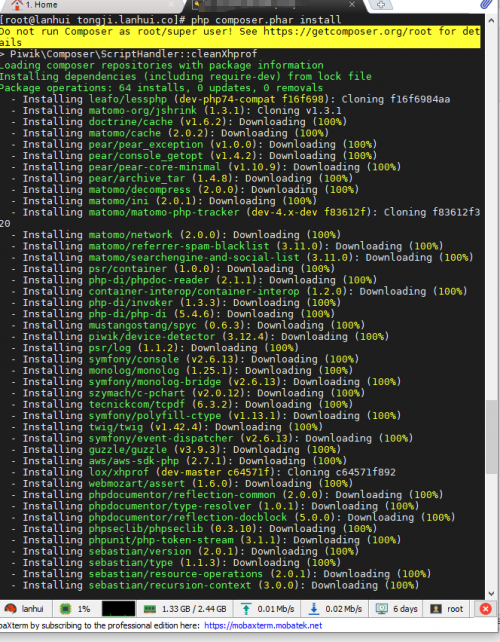 1. Home
[root@lanhui tongji.lanhui.co]# php composer.phar install
Do not run Composer as root/super user! See https://getcomposer.org/root for det
ails
> Piwik\Composer\ScriptHandler::cleanXhprof
Loading composer repositories with package information
Installing dependencies (including require-dev) from lock file
Package operations: 64 installs, 0 updates, 0 removals
- Installing leafo/lessphp (dev-php74-compat f16f698): Cloning f16f6984aa
- Installing matomo-org/jshrink (1.3.1): Cloning v1.3.1
- Installing doctrine/cache (v1.6.2): Downloading (100%)
- Installing matomo/cache (2.0.2): Downloading (100%)
- Installing pear/pear_exception (v1.0.0): Downloading (100%)
- Installing pear/console_getopt (v1.4.2): Downloading (100%)
- Installing pear/pear-core-minimal (v1.10.9): Downloading (100%)
- Installing pear/archive_tar (1.4.8): Downloading (100%)
- Installing matomo/decompress (2.0.0): Downloading (100%)
- Installing matomo/ini (2.0.1): Downloading (100%)
- Installing matomo/matomo-php-tracker (dev-4.x-dev f83612f): Cloning f83612f3
20
- Installing matomo/network (2.0.0): Downloading (100%)
- Installing matomo/referrer-spam-blacklist (3.11.0): Downloading (100%)
- Installing matomo/searchengine-and-social-list (3.11.0): Downloading (100%)
- Installing psr/container (1.0.0): Downloading (100%)
- Installing php-di/phpdoc-reader (2.1.1): Downloading (100%)
- Installing container-interop/container-interop (1.2.0): Downloading (100%)
- Installing php-di/invoker (1.3.3): Downloading (100%)
- Installing php-di/php-di (5.4.6): Downloading (100%)
- Installing mustangostang/spyc (0.6.3): Downloading (100%)
- Installing piwik/device-detector (3.12.4): Downloading (100%)
- Installing psr/log (1.1.2): Downloading (100%)
- Installing symfony/console (v2.6.13): Downloading (100%)
- Installing monolog/monolog (1.25.1): Downloading (100%)
- Installing symfony/monolog-bridge (v2.6.13): Downloading (100%)
- Installing szymach/c-pchart (v2.0.12): Downloading (100%)
- Installing tecnickcom/tcpdf (6.3.2): Downloading (100%)
- Installing symfony/polyfill-ctype (v1.13.1): Downloading (100%)
- Installing twig/twig (v1.42.4): Downloading (100%)
- Installing symfony/event-dispatcher (v2.6.13): Downloading (100%)
- Installing guzzle/guzzle (v3.9.3): Downloading (100%)
- Installing aws/aws-sdk-php (2.7.1): Downloading (100%)
- Installing lox/xhprof (dev-master c64571f): Cloning c64571f892
- Installing webmozart/assert (1.6.0): Downloading (100%)
- Installing phpdocumentor/reflection-common (2.0.0): Downloading (100%)
- Installing phpdocumentor/type-resolver (1.0.1): Downloading (100%)
- Installing phpdocumentor/reflection-docblock (5.0.0): Downloading (100%)
- Installing phpseclib/phpseclib (0.3.10): Downloading (100%)
- Installing phpunit/php-token-stream (3.1.1): Downloading (100%)
- Installing sebastian/version (2.0.1): Downloading (100%)
- Installing sebastian/type (1.1.3): Downloading (100%)
- Installing sebastian/resource-operations (2.0.1): Downloading (100%)
- Installing sebastian/recursion-context (3.0.0): Downloading (100%)
lanhui 1% 1.33 GB / 2.44 GB 0.01 Mb/s 0.02 Mb/s 6 days root
baXterm by subscribing to the professional edition here: https://mobaxterm.mobatek.net